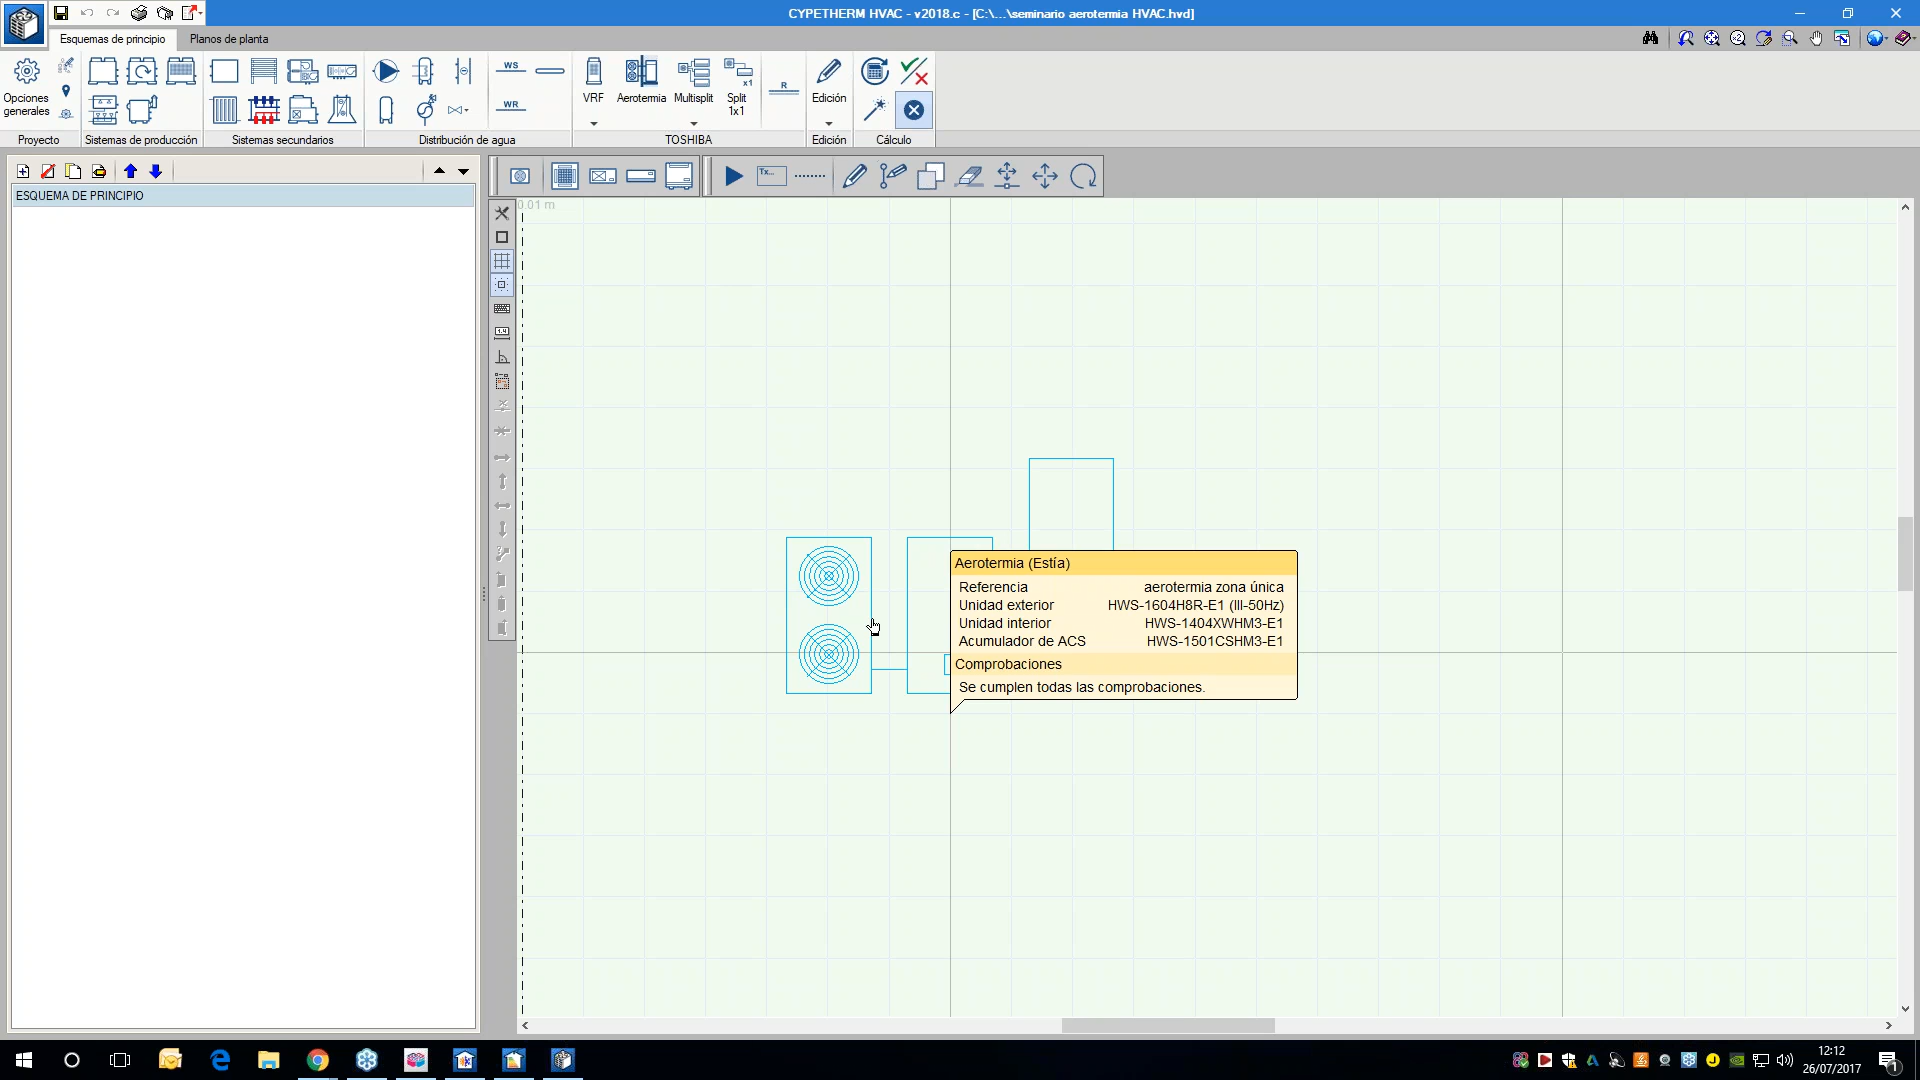 CYPETHERM HVAC - v2018.c - [C:\...\seminario aerotermia HVAC.hvd]
Esquemas de principio
Planos de planta
Opciones
generales
WS
WR
VRF
Aerotermia
Multisplit
Split
1x1
x1
R
Edición
Proyecto
Sistemas de producción
Sistemas secundarios
Distribución de agua
TOSHIBA
Edición
Cálculo
Tx...
ESQUEMA DE PRINCIPIO
0.01 m
Aerotermia (Estía)
Referencia aerotermia zona única
Unidad exterior HWS-1604H8R-E1 (III-50Hz)
Unidad interior HWS-1404XWHM3-E1
Acumulador de ACS HWS-1501CSHM3-E1
Comprobaciones
Se cumplen todas las comprobaciones.
12:12
26/07/2017
1